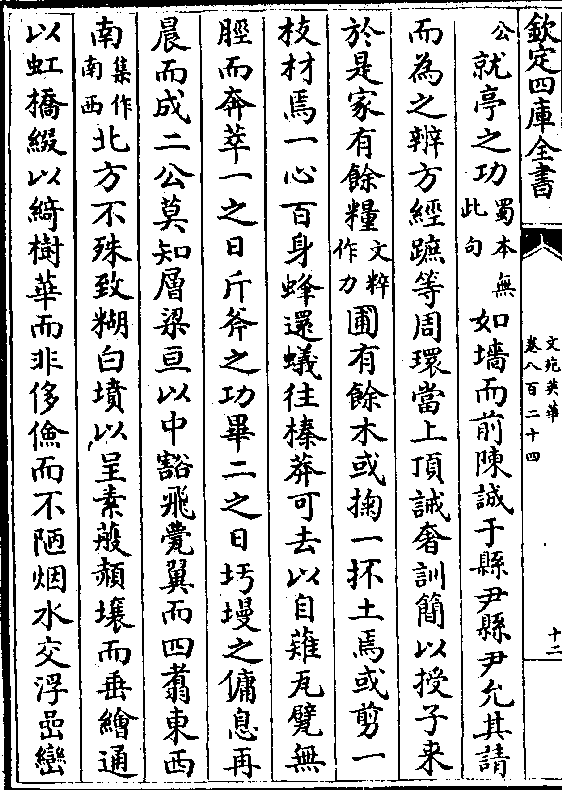 欽定四庫全書
文苑英華
卷八百二十四
十二
公就亭之功蜀本無此句如墻而前陳誠于縣尹縣尹允其請
而為之辨方經蹠等周環當上頂誡奢訓簡以授子来
於是家有餘糧文粹作力圃有餘木或掬一抔土焉或剪一
枝材焉一心百身蜂還蟻往榛莽可去以自瓦甓無
脛而奔萃一之日斤斧之功畢二之日圬墁之傭息再
晨而成二公莫知層梁亘以中豁飛甍翼而四翥東西
南集作南西北方不殊致糊白墳以呈素壤而垂繪通
以虹橋綴以綺樹華而非侈儉而不陋烟水交浮嵒巒